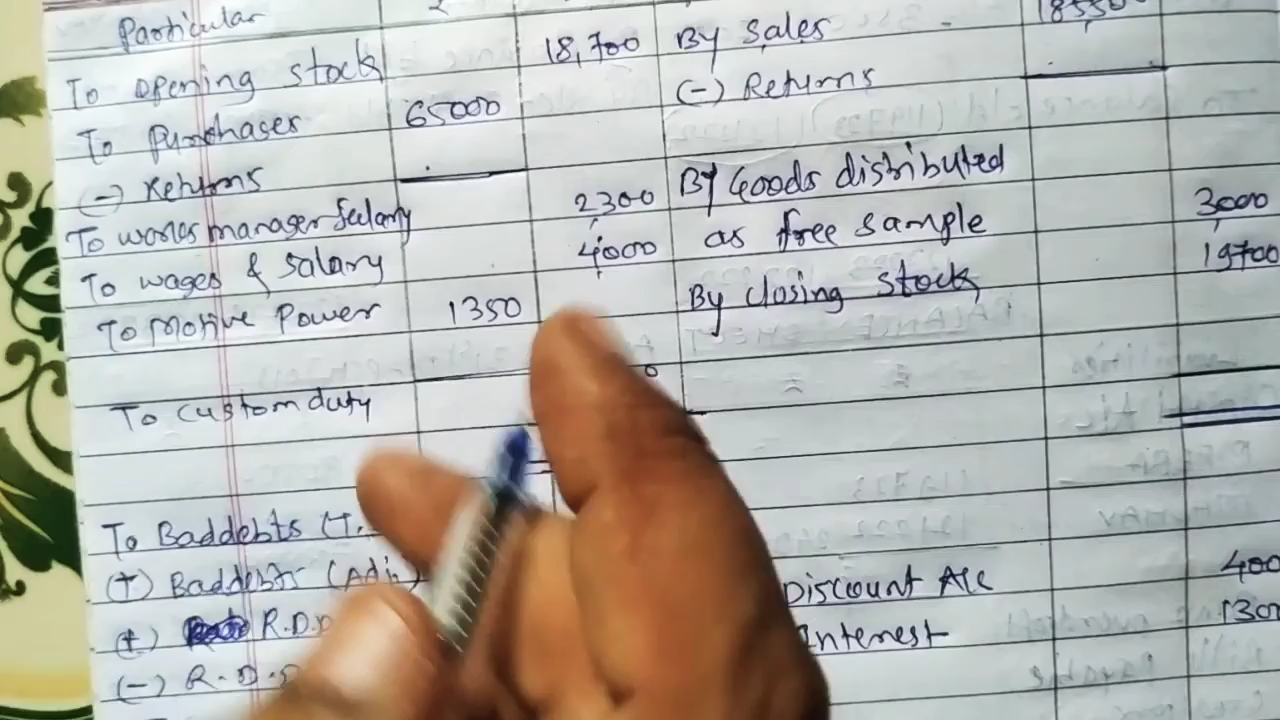 Particular
To opening stock 18,700 By Sales
To purchases 65000 (-) Returns
(-) Returns
To works manager Salary 2300 By Goods distributed
To wages & Salary 4000 as free sample 3000
To Motive Power 1350 By closing stock 19700
To Custom duty
To Baddebts
(+) Baddebts (Adj)
(+) R.D.D
(-) R.D.D
Discount A/c 400
Interest 1300